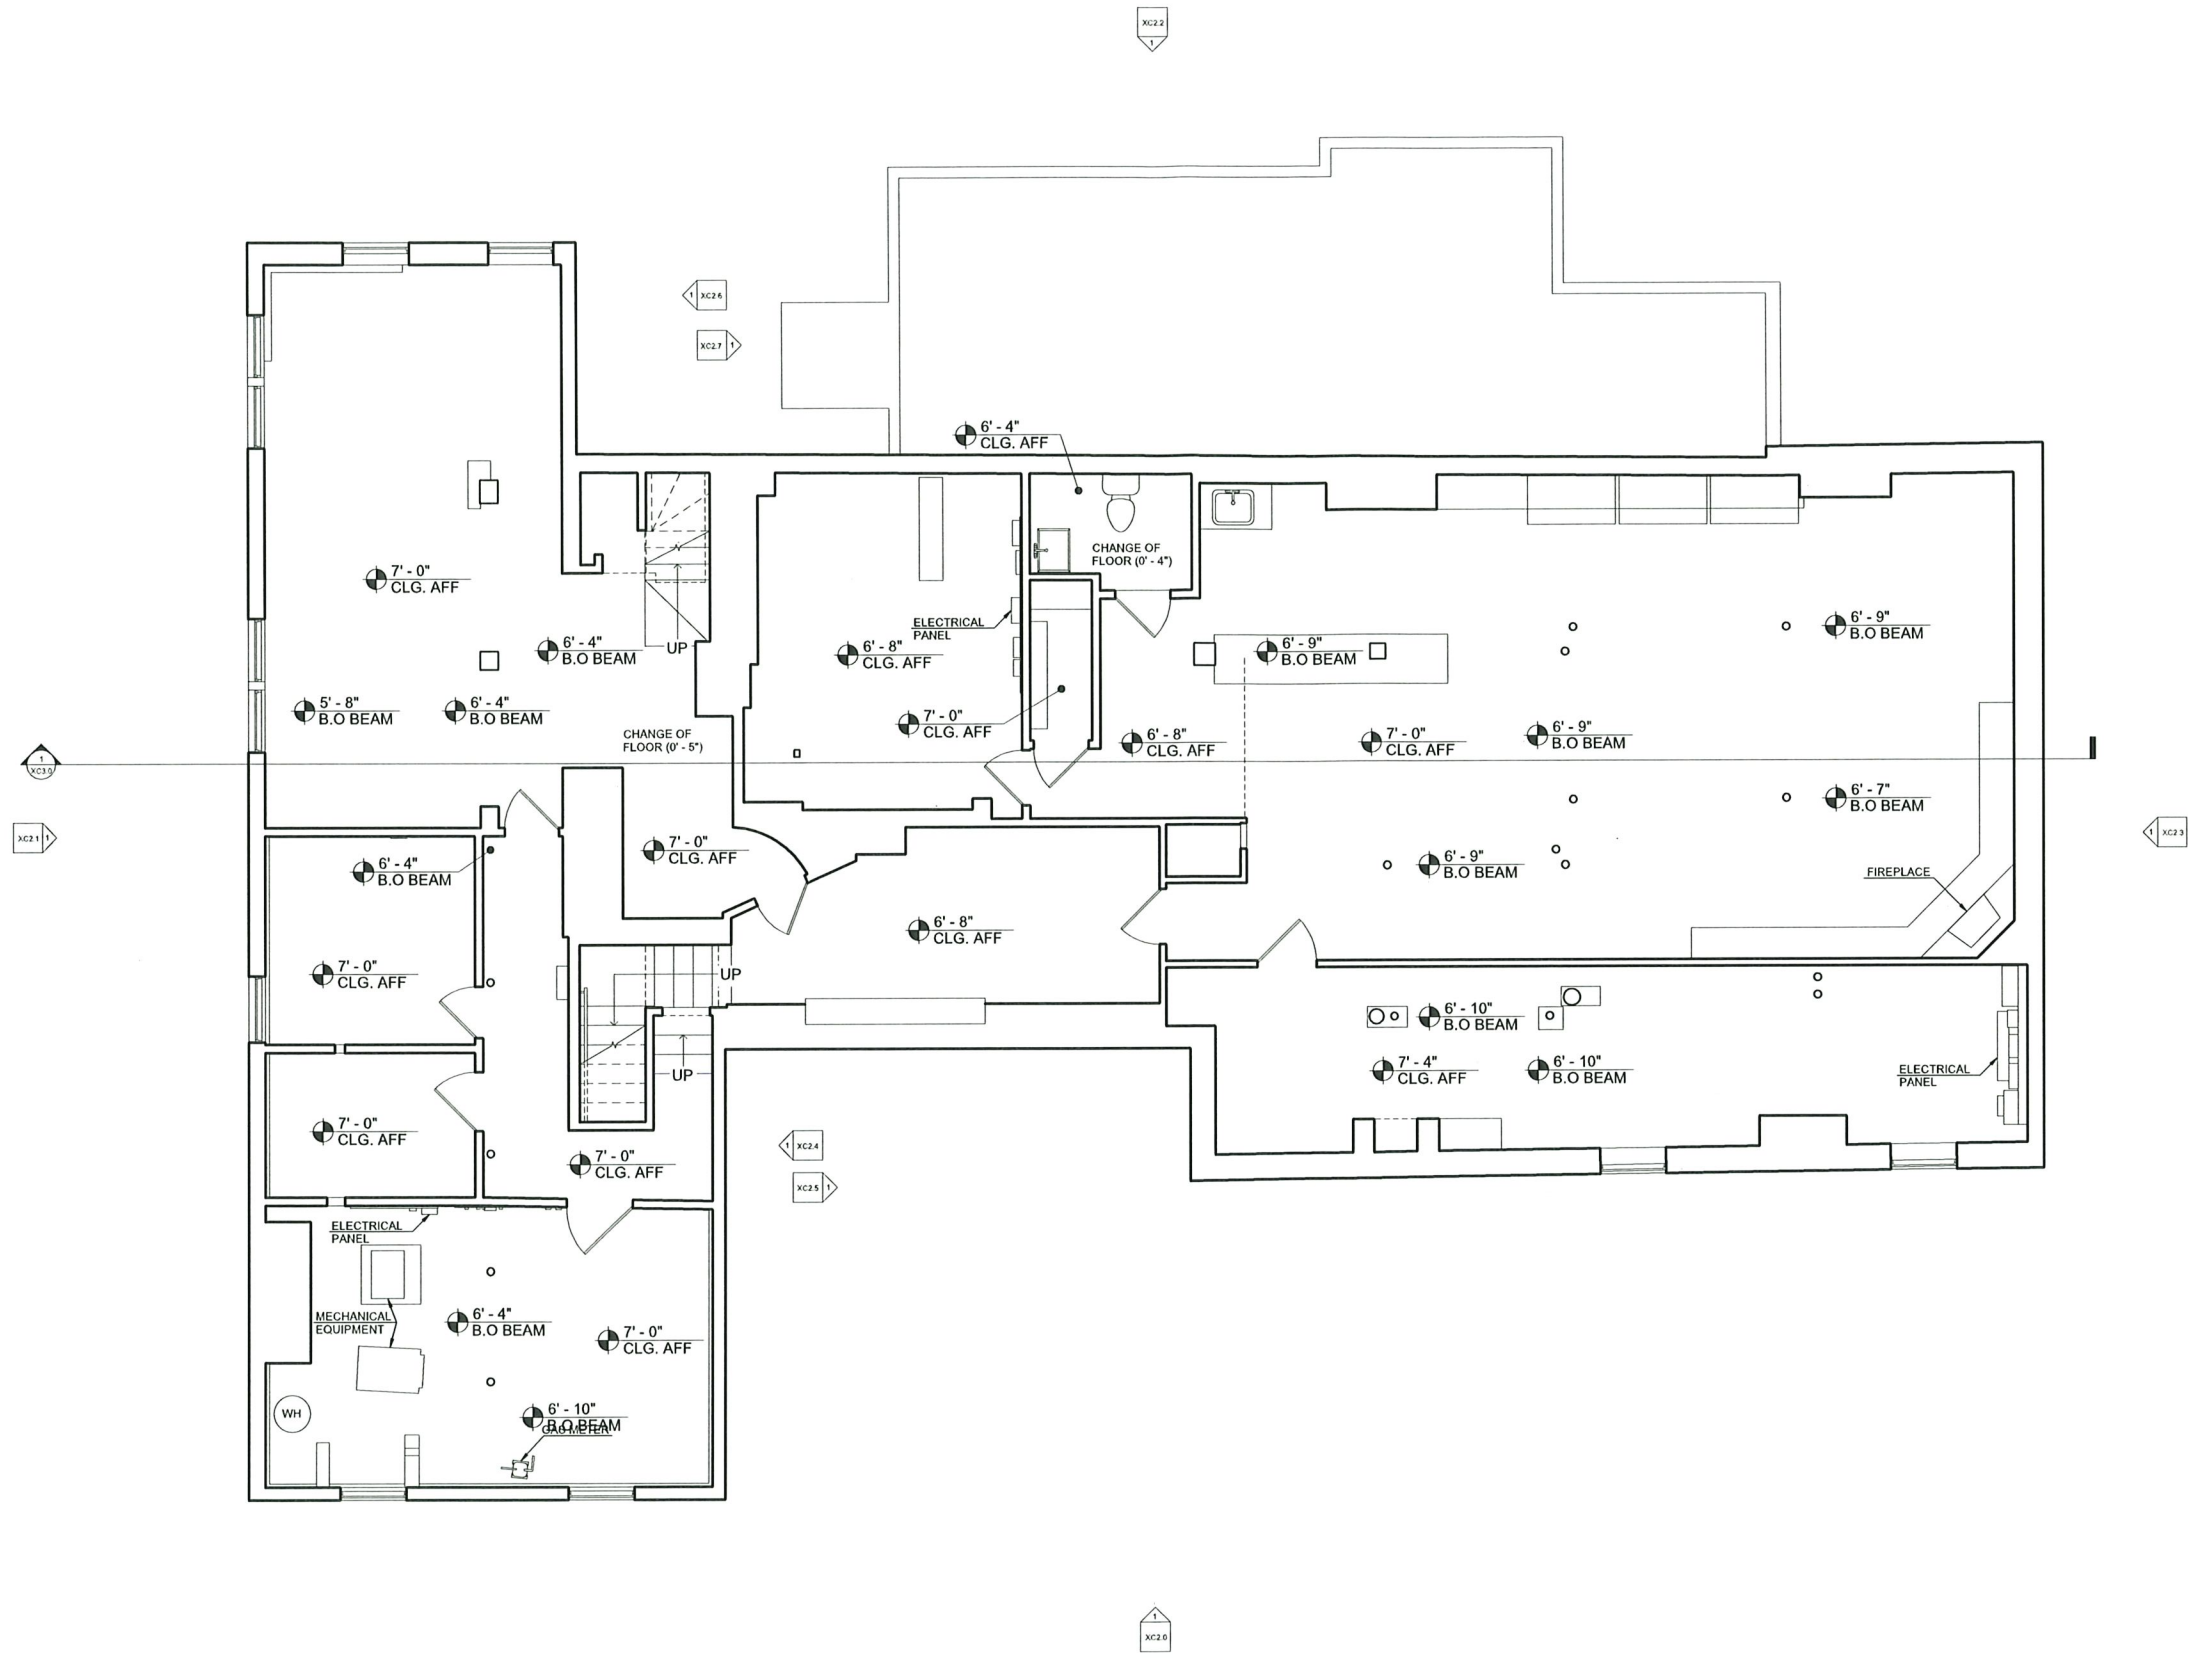 XC2.2
1
1
XC2.6
XC2.7
1
6' - 4"
CLG. AFF
CHANGE OF
FLOOR (0' - 4")
7' - 0"
CLG. AFF
ELECTRICAL
PANEL
6' - 9"
B.O BEAM
6' - 4"
B.O BEAM
UP
6' - 8"
CLG. AFF
6' - 9"
B.O BEAM
5' - 8"
B.O BEAM
6' - 4"
B.O BEAM
7' - 0"
CLG. AFF
CHANGE OF
FLOOR (0' - 5")
6' - 8"
CLG. AFF
7' - 0"
CLG. AFF
6' - 9"
B.O BEAM
1
XC3.0
6' - 7"
B.O BEAM
XC2.1
1
1
XC2.3
7' - 0"
CLG. AFF
6' - 4"
B.O BEAM
6' - 9"
B.O BEAM
FIREPLACE
6' - 8"
CLG. AFF
7' - 0"
CLG. AFF
UP
6' - 10"
B.O BEAM
UP
7' - 4"
CLG. AFF
6' - 10"
B.O BEAM
ELECTRICAL
PANEL
7' - 0"
CLG. AFF
1
XC2.4
7' - 0"
CLG. AFF
XC2.5
1
ELECTRICAL
PANEL
MECHANICAL
EQUIPMENT
6' - 4"
B.O BEAM
7' - 0"
CLG. AFF
WH
6' - 10"
B.O BEAM
GAS METER
1
XC2.0